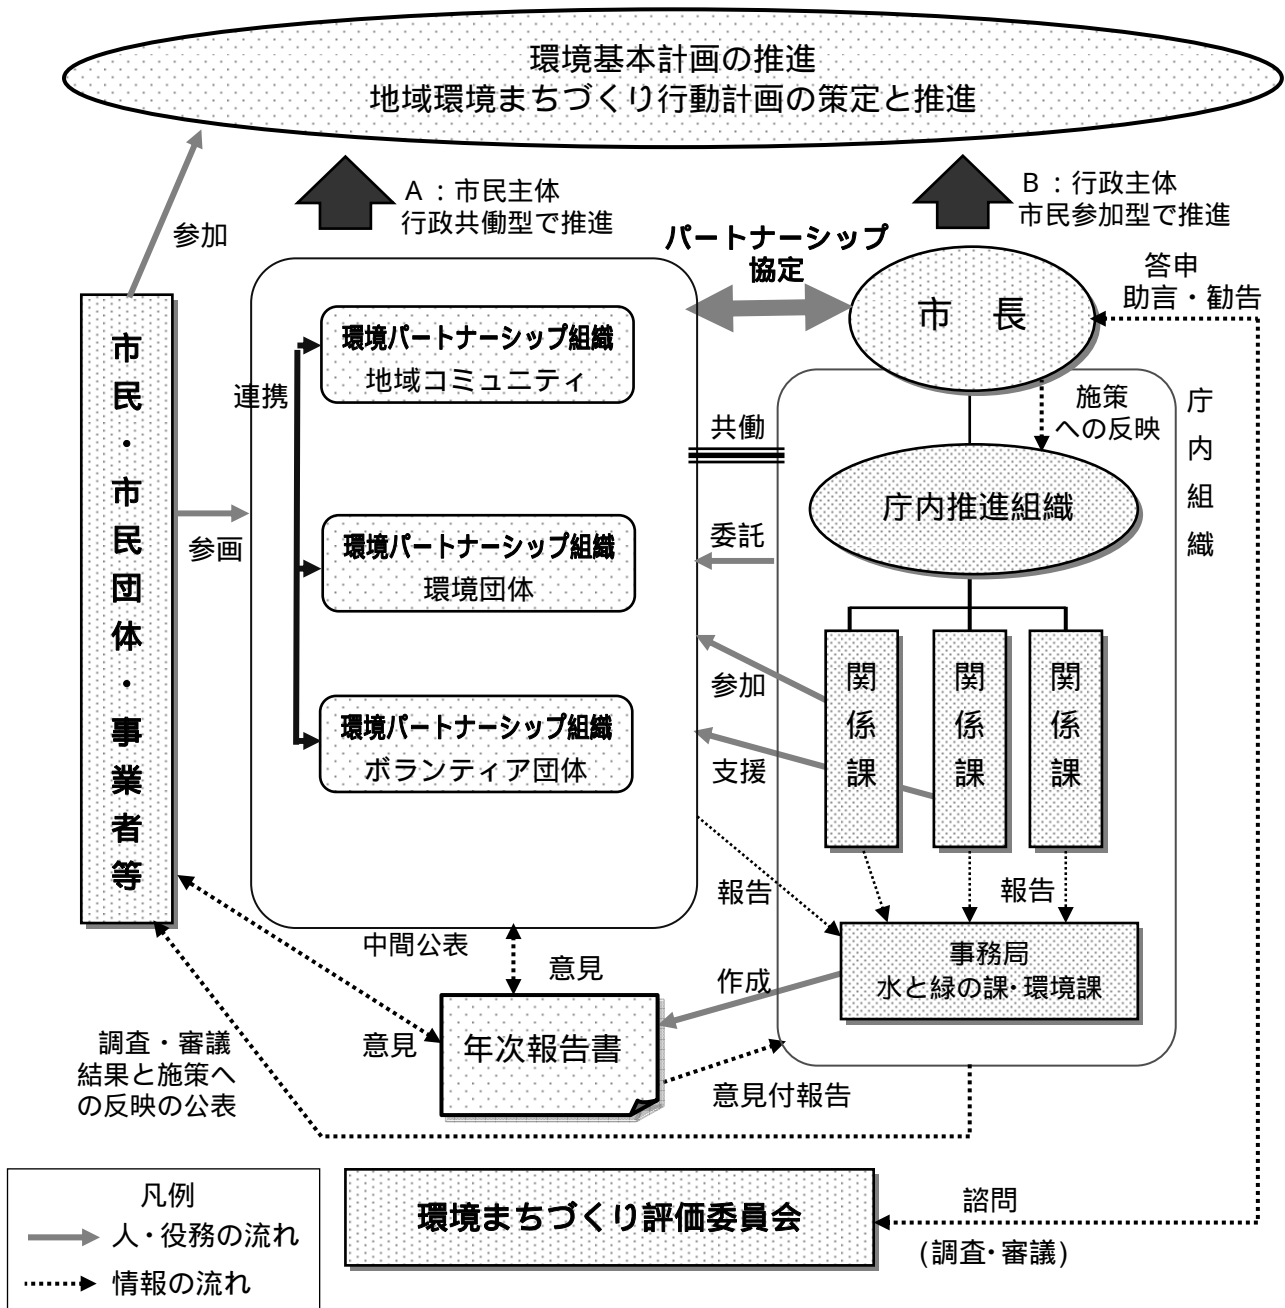 環境基本計画の推進
地域環境まちづくり行動計画の策定と推進
参加
A：市民主体
行政共働型で推進
B：行政主体
市民参加型で推進
パートナーシップ
協定
答申
助言・勧告
市　長
市民・市民団体・事業者等
環境パートナーシップ組織
地域コミュニティ
連携
共働
施策
への反映
庁内組織
庁内推進組織
参画
環境パートナーシップ組織
環境団体
委託
関係課
関係課
関係課
参加
支援
環境パートナーシップ組織
ボランティア団体
報告
報告
中間公表
意見
作成
事務局
水と緑の課・環境課
調査・審議
結果と施策へ
の反映の公表
意見
年次報告書
意見付報告
凡例
人・役務の流れ
情報の流れ
環境まちづくり評価委員会
諮問
(調査・審議)